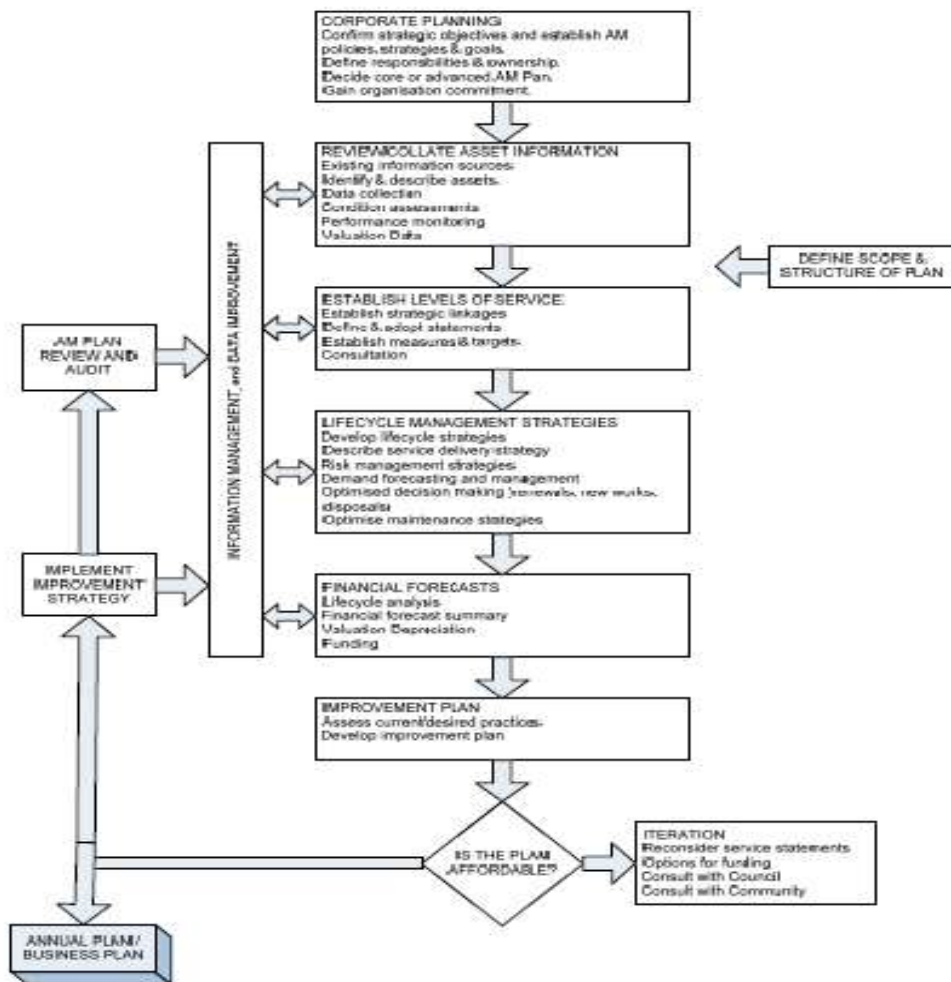 CORPORATE PLANNING:
Confirm strategic objectives and establish AM
policies, strategies & goals.
Define responsibilities & ownership.
Decide core or advanced AM Plan.
Gain organisation commitment.
REVIEW/COLLATE ASSET INFORMATION
Existing information sources
Identify & describe assets.
Data collection
Condition assessments
Performance monitoring
Valuation Data
DEFINE SCOPE &
STRUCTURE OF PLAN
ESTABLISH LEVELS OF SERVICE:
Establish strategic linkages
Define & adopt statements
Establish measures & targets.
Consultation
AM PLAN
REVIEW AND
AUDIT
INFORMATION MANAGEMENT, and DATA IMPROVEMENT
LIFECYCLE MANAGEMENT STRATEGIES
Develop lifecycle strategies
Describe service delivery strategy
Risk management strategies
Demand forecasting and management
Optimised decision making (renewals, new works,
disposals)
Optimise maintenance strategies
IMPLEMENT
IMPROVEMENT
STRATEGY
FINANCIAL FORECASTS
Lifecycle analysis
Financial forecast summary
Valuation Depreciation
Funding
IMPROVEMENT PLAN
Assess current/desired practices
Develop improvement plan
IS THE PLAN
AFFORDABLE?
ITERATION
Reconsider service statements
Options for funding
Consult with Council
Consult with Community
ANNUAL PLAN/
BUSINESS PLAN